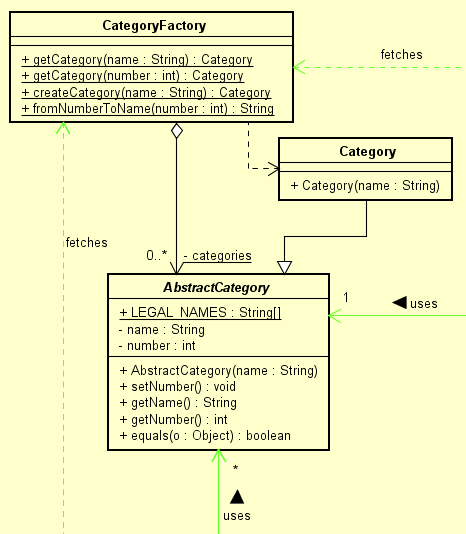 CategoryFactory
+ getCategory(name : String) : Category
+ getCategory(number : int) : Category
+ createCategory(name : String) : Category
+ fromNumberToName(number : int) : String
fetches
Category
+ Category(name : String)
fetches
0..*
- categories
AbstractCategory
+ LEGAL_NAMES : String[]
- name : String
- number : int
+ AbstractCategory(name : String)
+ setNumber() : void
+ getName() : String
+ getNumber() : int
+ equals(o : Object) : boolean
1
uses
*
uses